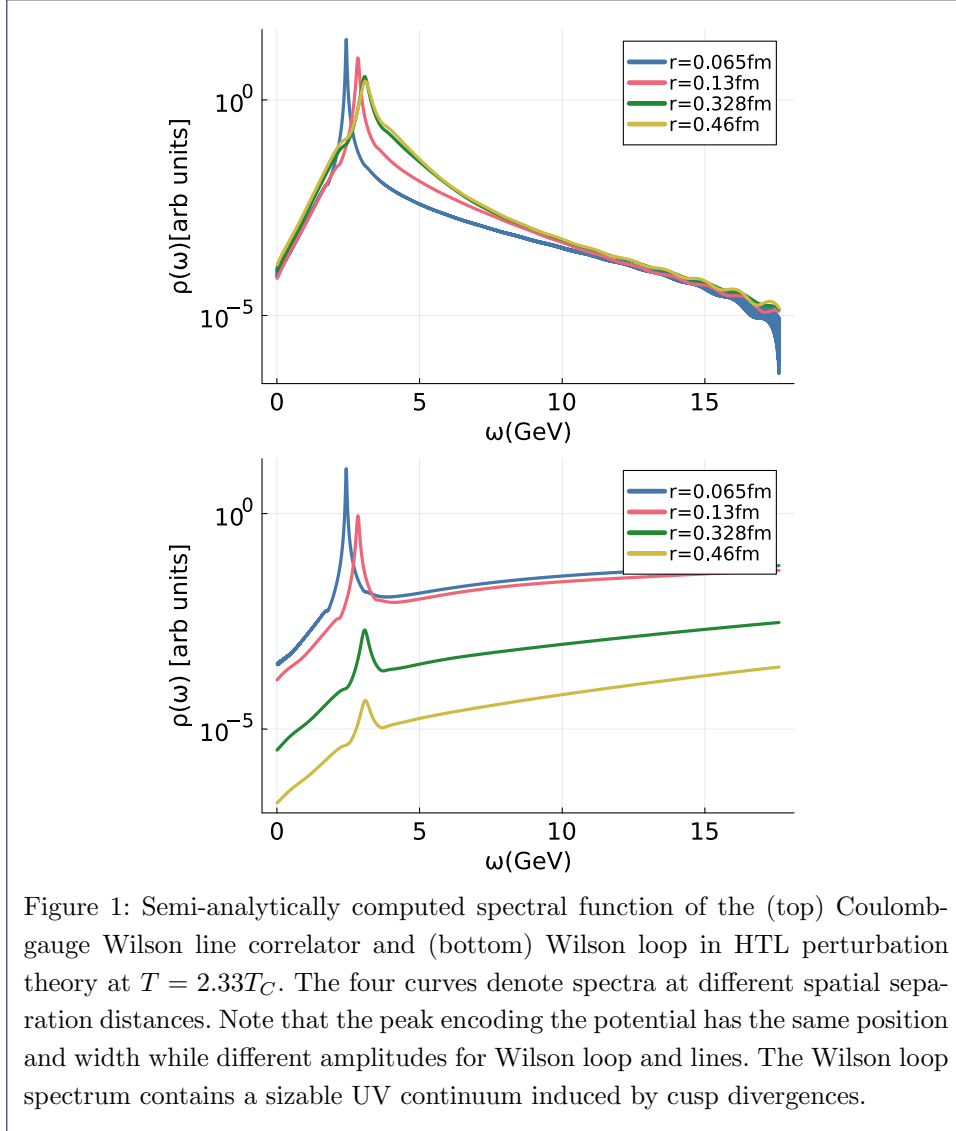 r=0.065fm
r=0.13fm
r=0.328fm
r=0.46fm
10⁰
10⁻⁵
ρ(ω)[arb units]
0 5 10 15
ω(GeV)
r=0.065fm
r=0.13fm
r=0.328fm
r=0.46fm
10⁰
10⁻⁵
ρ(ω) [arb units]
0 5 10 15
ω(GeV)
Figure 1: Semi-analytically computed spectral function of the (top) Coulomb-
gauge Wilson line correlator and (bottom) Wilson loop in HTL perturbation
theory at T = 2.33T_C. The four curves denote spectra at different spatial sepa-
ration distances. Note that the peak encoding the potential has the same position
and width while different amplitudes for Wilson loop and lines. The Wilson loop
spectrum contains a sizable UV continuum induced by cusp divergences.